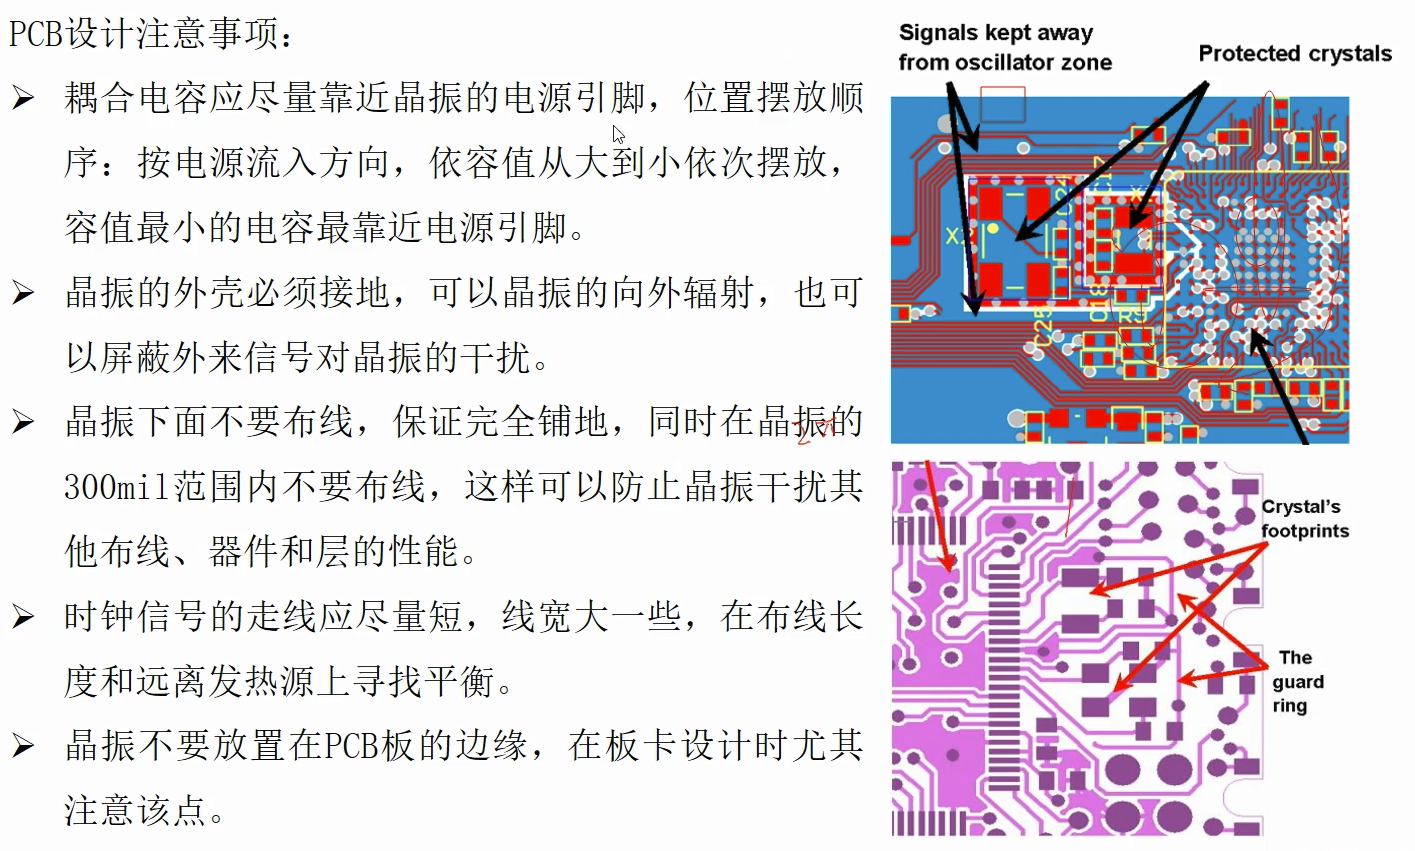 PCB设计注意事项：
➢ 耦合电容应尽量靠近晶振的电源引脚，位置摆放顺
序：按电源流入方向，依容值从大到小依次摆放，
容值最小的电容最靠近电源引脚。
➢ 晶振的外壳必须接地，可以晶振的向外辐射，也可
以屏蔽外来信号对晶振的干扰。
➢ 晶振下面不要布线，保证完全铺地，同时在晶振的
300mil范围内不要布线，这样可以防止晶振干扰其
他布线、器件和层的性能。
➢ 时钟信号的走线应尽量短，线宽大一些，在布线长
度和远离发热源上寻找平衡。
➢ 晶振不要放置在PCB板的边缘，在板卡设计时尤其
注意该点。
Signals kept away
from oscillator zone
Protected crystals
C24
C17
C25
C18
Crystal's
footprints
The
guard
ring